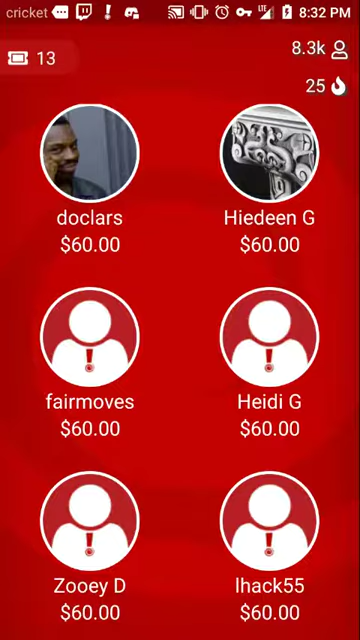 cricket LTE 8:32 PM
13
8.3k
25
doclars Hiedeen G
$60.00 $60.00
fairmoves Heidi G
$60.00 $60.00
Zooey D lhack55
$60.00 $60.00